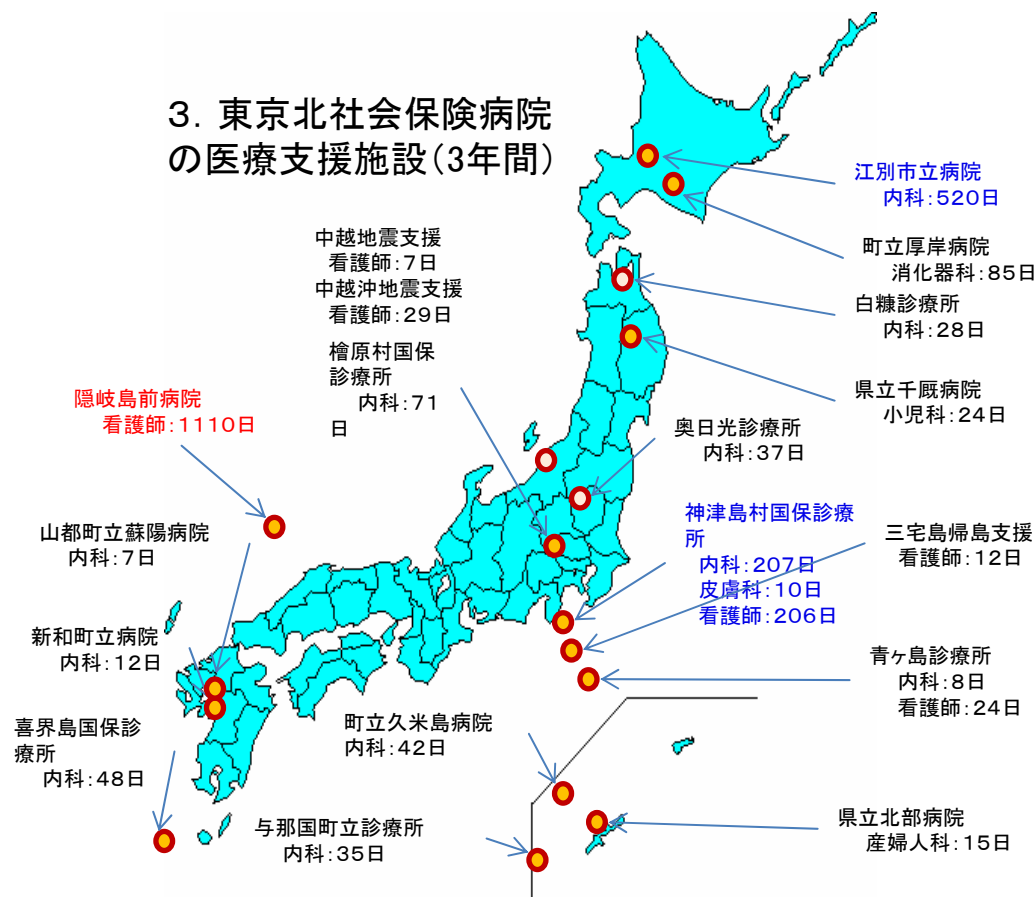 3．東京北社会保険病院
の医療支援施設(3年間)
江別市立病院
内科：520日
町立厚岸病院
消化器科：85日
白糠診療所
内科：28日
県立千厩病院
小児科：24日
中越地震支援
看護師：7日
中越沖地震支援
看護師：29日
檜原村国保
診療所
内科：71
日
奥日光診療所
内科：37日
隠岐島前病院
看護師：1110日
山都町立蘇陽病院
内科：7日
神津島村国保診療
所
内科：207日
皮膚科：10日
看護師：206日
三宅島帰島支援
看護師：12日
新和町立病院
内科：12日
青ヶ島診療所
内科：8日
看護師：24日
喜界島国保診
療所
内科：48日
町立久米島病院
内科：42日
与那国町立診療所
内科：35日
県立北部病院
産婦人科：15日